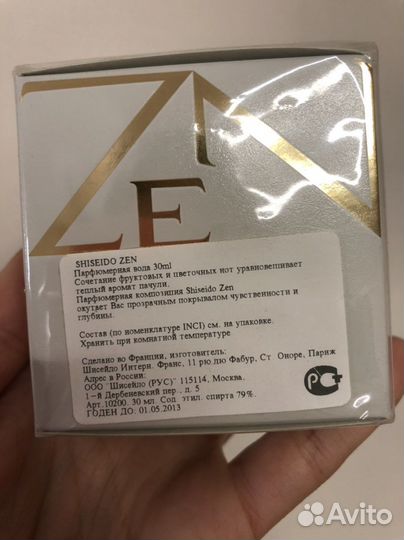 ZEN
SHISEIDO ZEN
Парфюмерная вода 30ml
Сочетание фруктовых и цветочных нот уравновешивает
теплый аромат пачули.
Парфюмерная композиция Shiseido Zen
окутает Вас прозрачным покрывалом чувственности и
глубины.
Состав (по номенклатуре INCI) см. на упаковке.
Хранить при комнатной температуре
Сделано во Франции, изготовитель:
Шисейдо Интерн. Франс, 11 рю дю Фабур, Ст Оноре, Париж
Адрес в России:
ООО "Шисейдо (РУС)" 115114, Москва.
1-й Дербеневский пер., д. 5
Арт.10200. 30 мл. Сод. этил. спирта 79%.
ГОДЕН ДО: 01.05.2013
РСТ
Avito